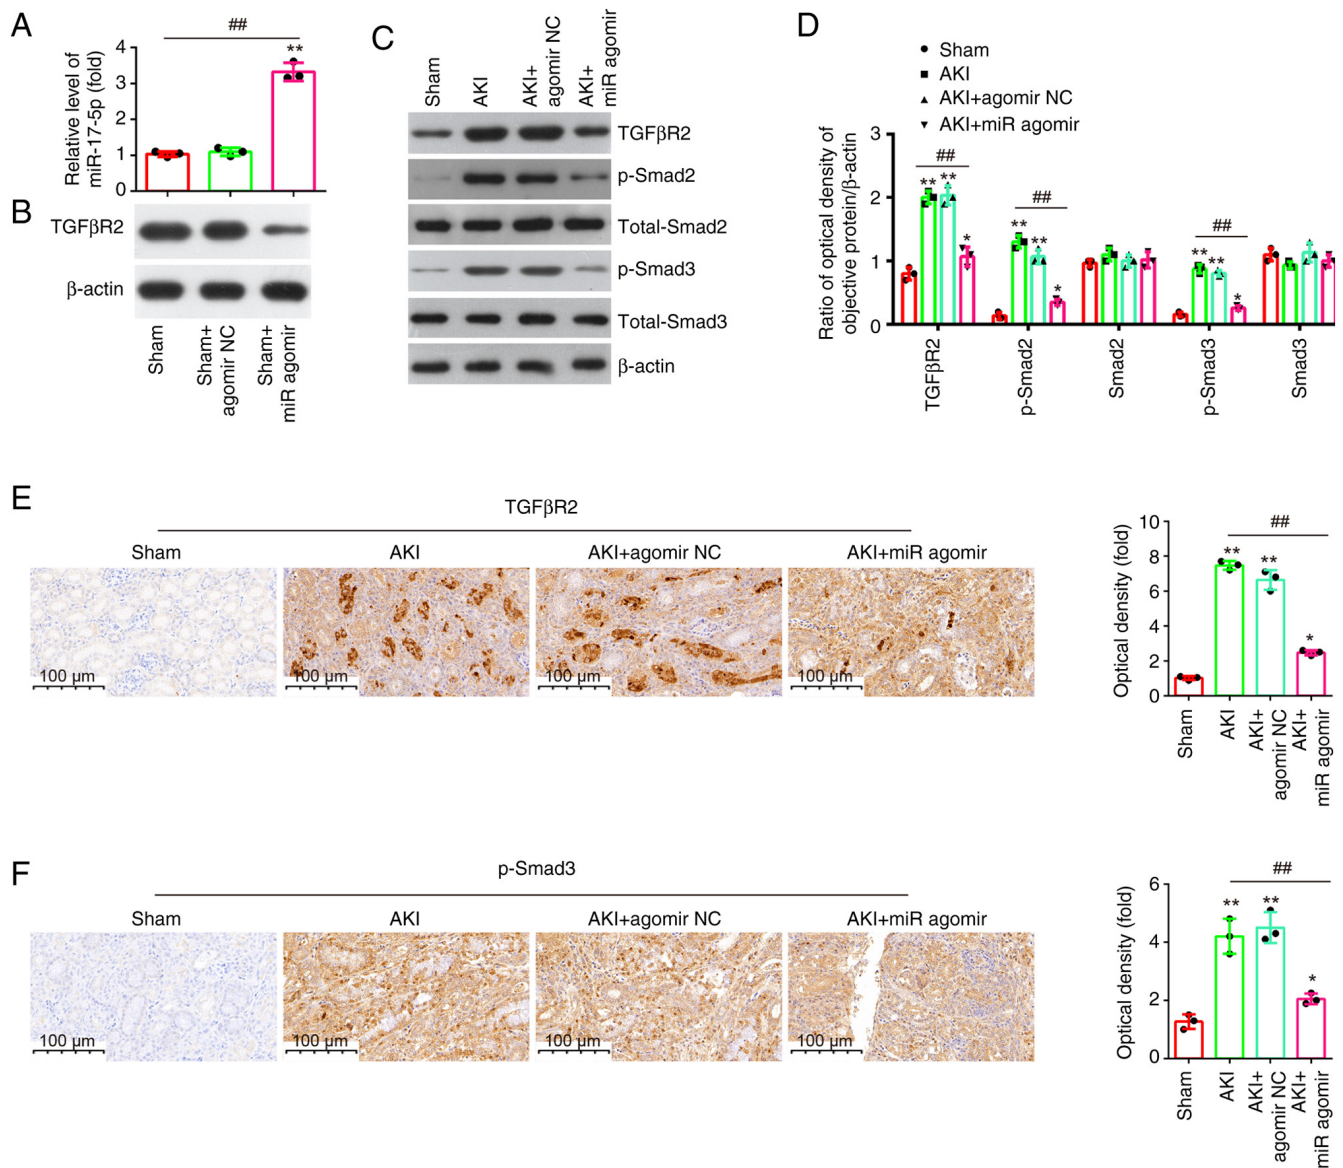 A
##
**
Relative level of
miR-17-5p (fold)
4
3
2
1
0
B
TGFβR2
β-actin
Sham
Sham+
agomir NC
Sham+
miR agomir
C
Sham
AKI
AKI+
agomir NC
AKI+
miR agomir
TGFβR2
p-Smad2
Total-Smad2
p-Smad3
Total-Smad3
β-actin
D
Sham
AKI
AKI+agomir NC
AKI+miR agomir
Ratio of optical density of
objective protein/β-actin
3
2
1
0
##
** **
*
##
**
**
*
##
**
**
*
TGFβR2
p-Smad2
Smad2
p-Smad3
Smad3
E
TGFβR2
Sham
AKI
AKI+agomir NC
AKI+miR agomir
100 µm
100 µm
100 µm
100 µm
Optical density (fold)
10
8
6
4
2
0
##
**
**
*
Sham
AKI
AKI+
agomir NC
AKI+
miR agomir
F
p-Smad3
Sham
AKI
AKI+agomir NC
AKI+miR agomir
100 µm
100 µm
100 µm
100 µm
Optical density (fold)
6
4
2
0
##
**
**
*
Sham
AKI
AKI+
agomir NC
AKI+
miR agomir